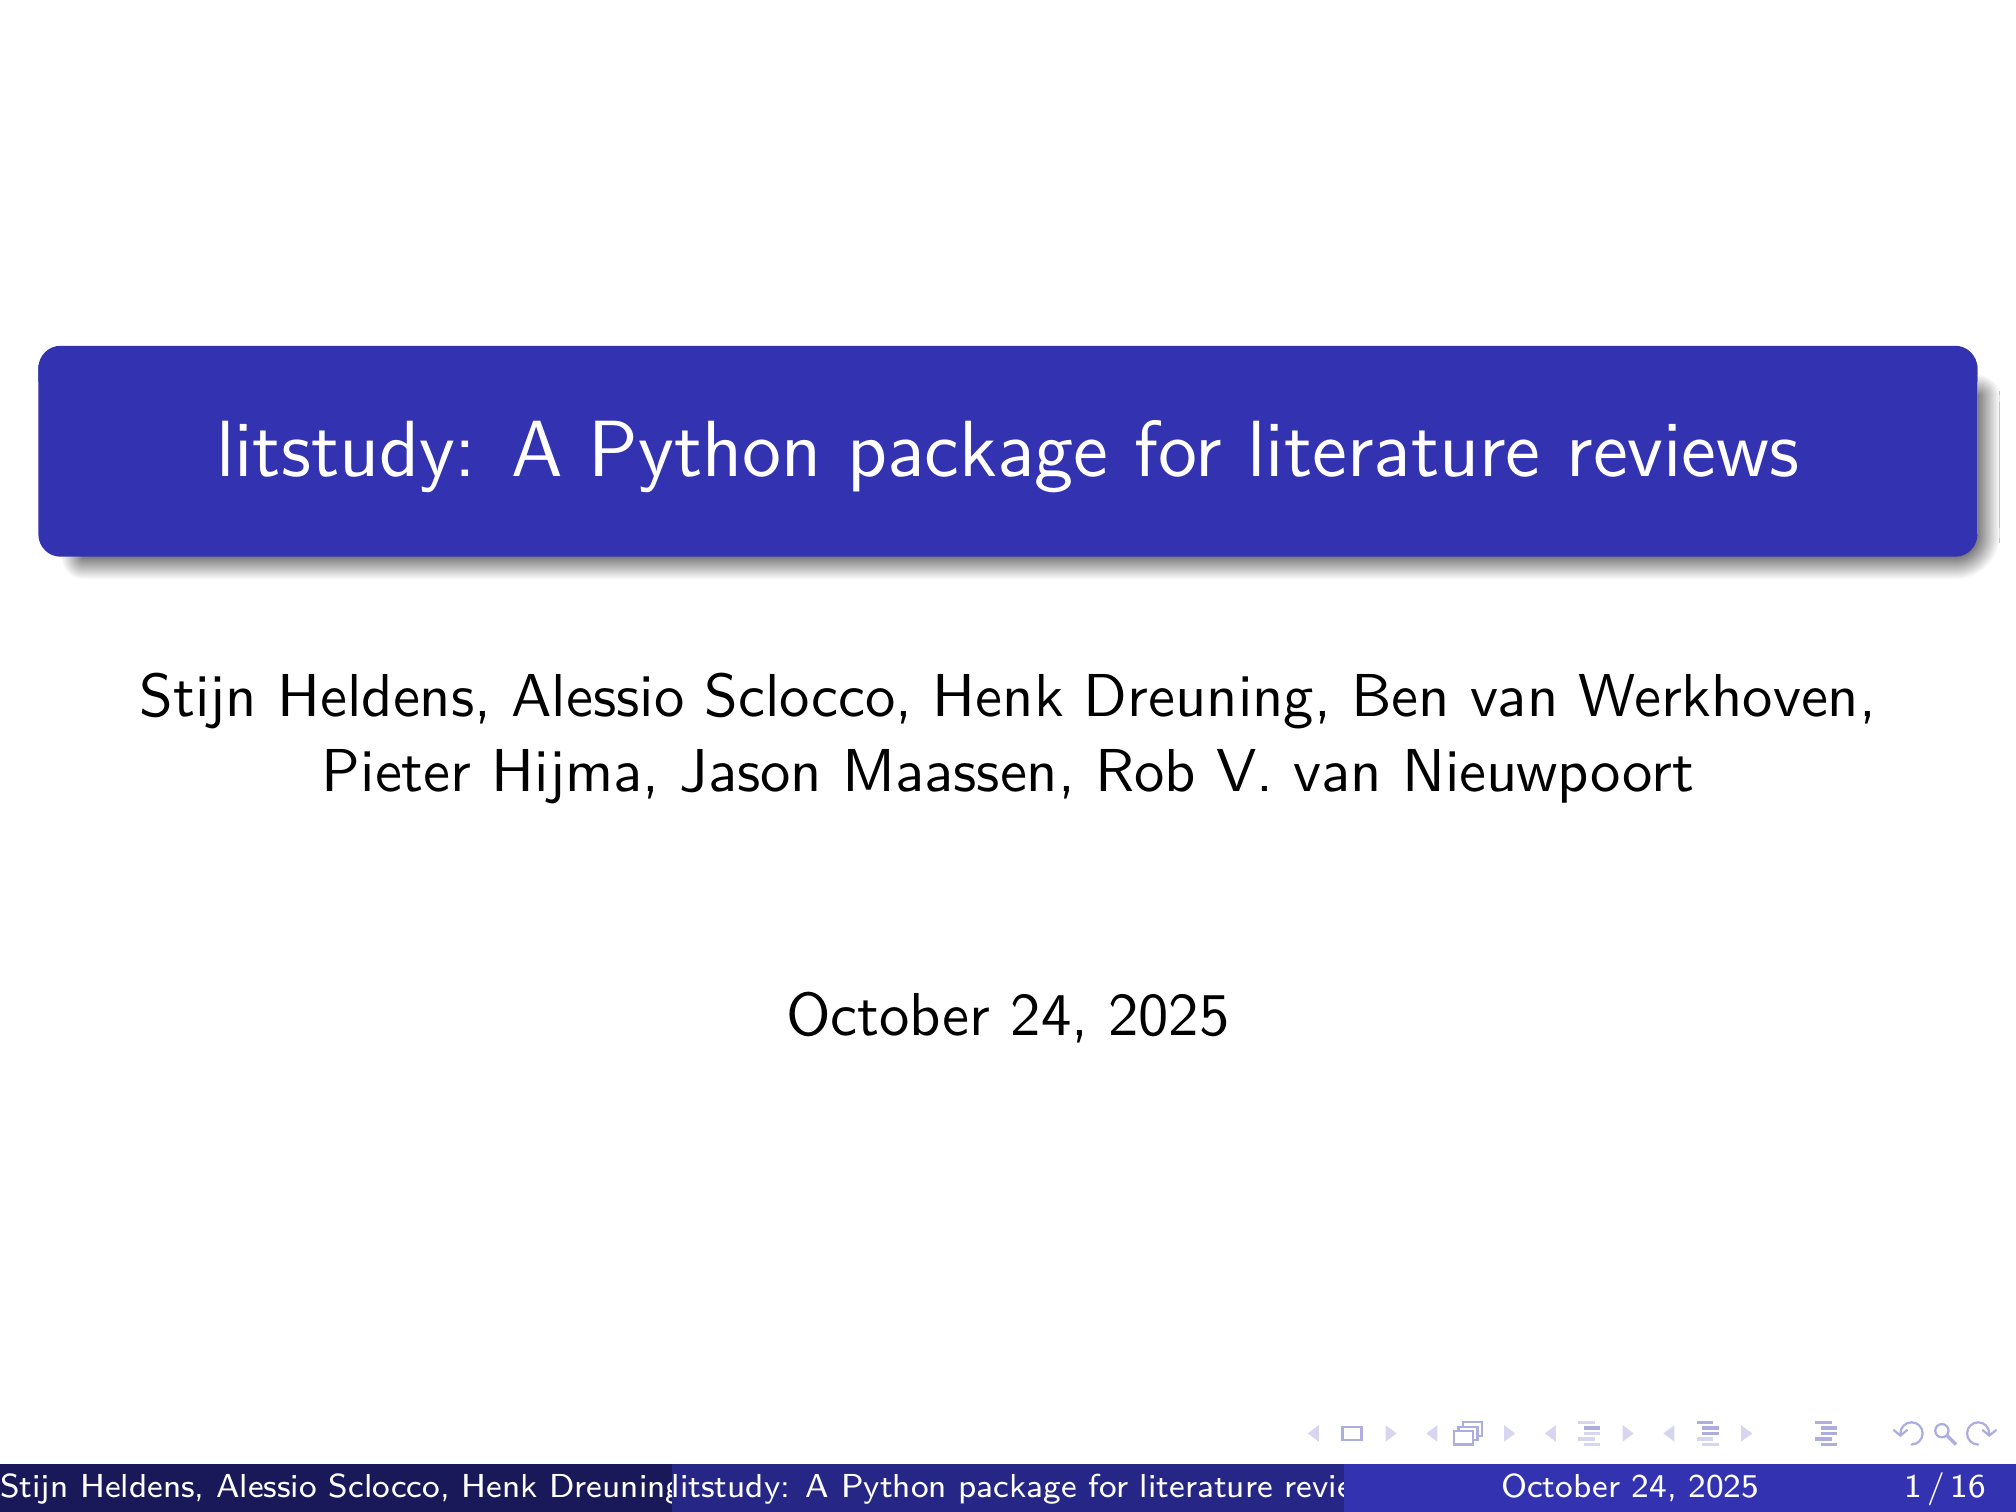 litstudy: A Python package for literature reviews
Stijn Heldens, Alessio Sclocco, Henk Dreuning, Ben van Werkhoven,
Pieter Hijma, Jason Maassen, Rob V. van Nieuwpoort
October 24, 2025
Stijn Heldens, Alessio Sclocco, Henk Dreuning litstudy: A Python package for literature revie October 24, 2025 1 / 16